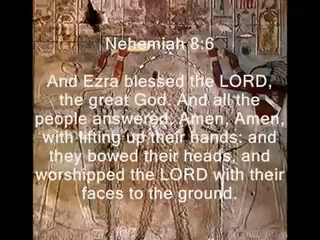 Nehemiah 8:6
And Ezra blessed the LORD,
the great God. And all the
people answered, Amen, Amen,
with lifting up their hands: and
they bowed their heads, and
worshipped the LORD with their
faces to the ground.